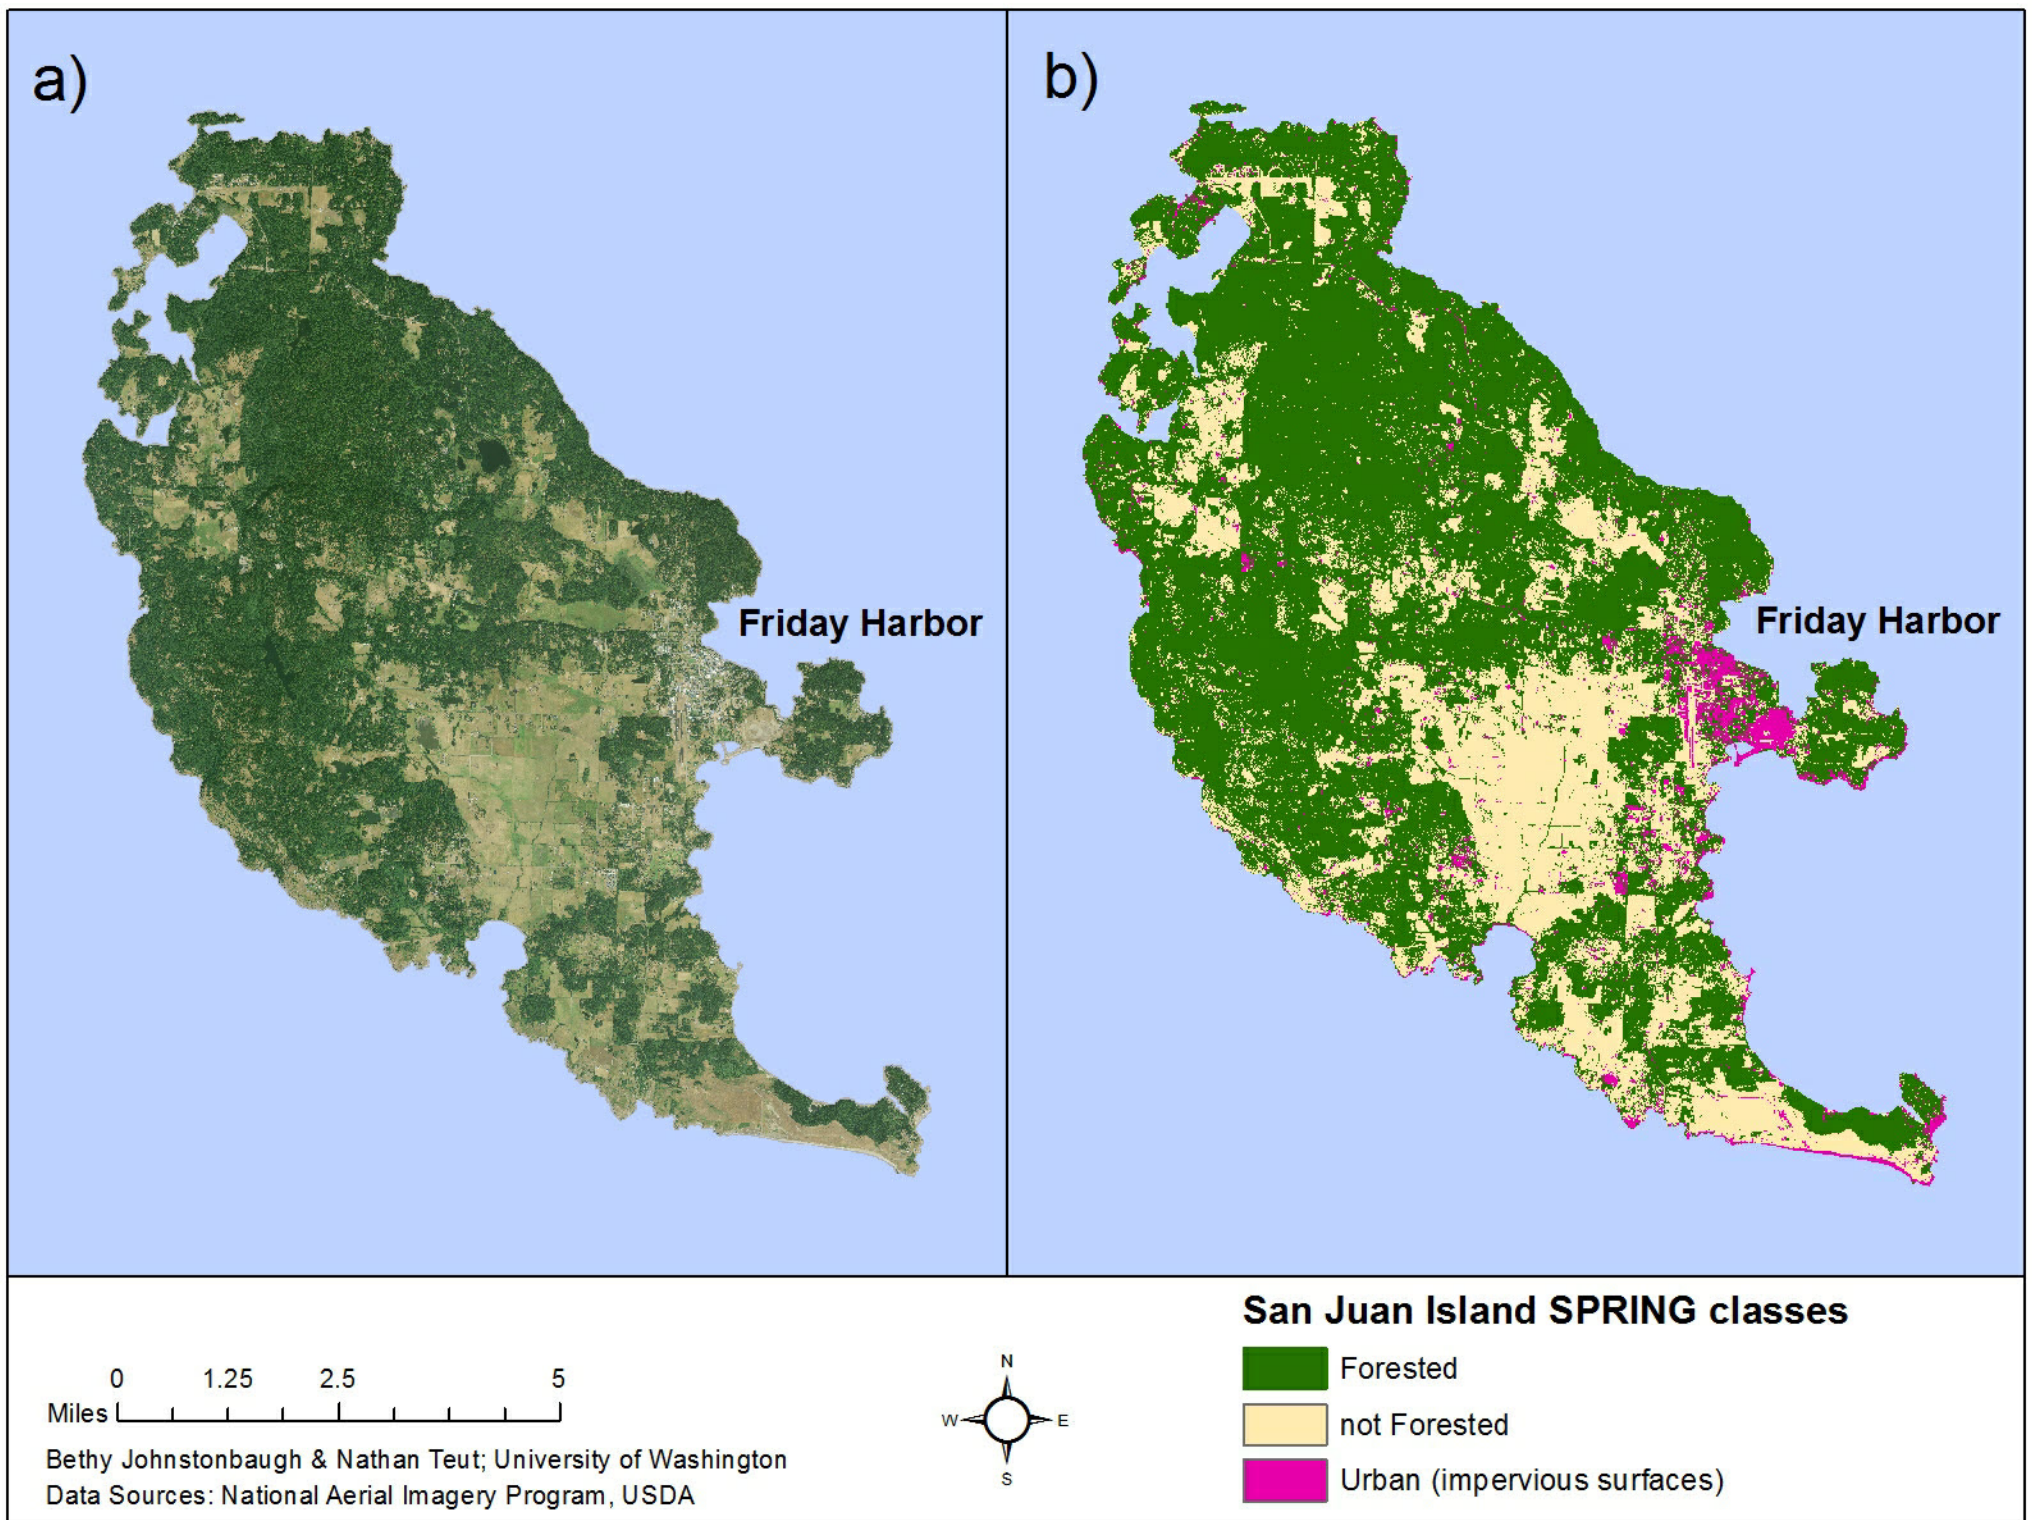 a)
b)
Friday Harbor
Friday Harbor
0 1.25 2.5 5
Miles
Bethy Johnstonbaugh & Nathan Teut; University of Washington
Data Sources: National Aerial Imagery Program, USDA
N
W E
S
San Juan Island SPRING classes
Forested
not Forested
Urban (impervious surfaces)